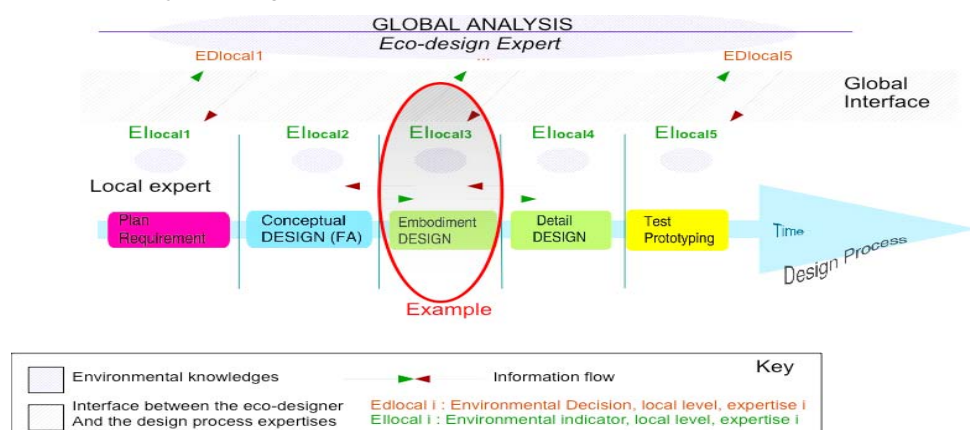 GLOBAL ANALYSIS
Eco-design Expert
EDlocal1
...
EDlocal5
Global
Interface
EIlocal1
EIlocal2
EIlocal3
EIlocal4
EIlocal5
Local expert
Plan
Requirement
Conceptual
DESIGN (FA)
Embodiment
DESIGN
Detail
DESIGN
Test
Prototyping
Time
Design Process
Example
Key
Environmental knowledges
Information flow
Interface between the eco-designer
And the design process expertises
Edlocal i : Environmental Decision, local level, expertise i
EIlocal i : Environmental indicator, local level, expertise i